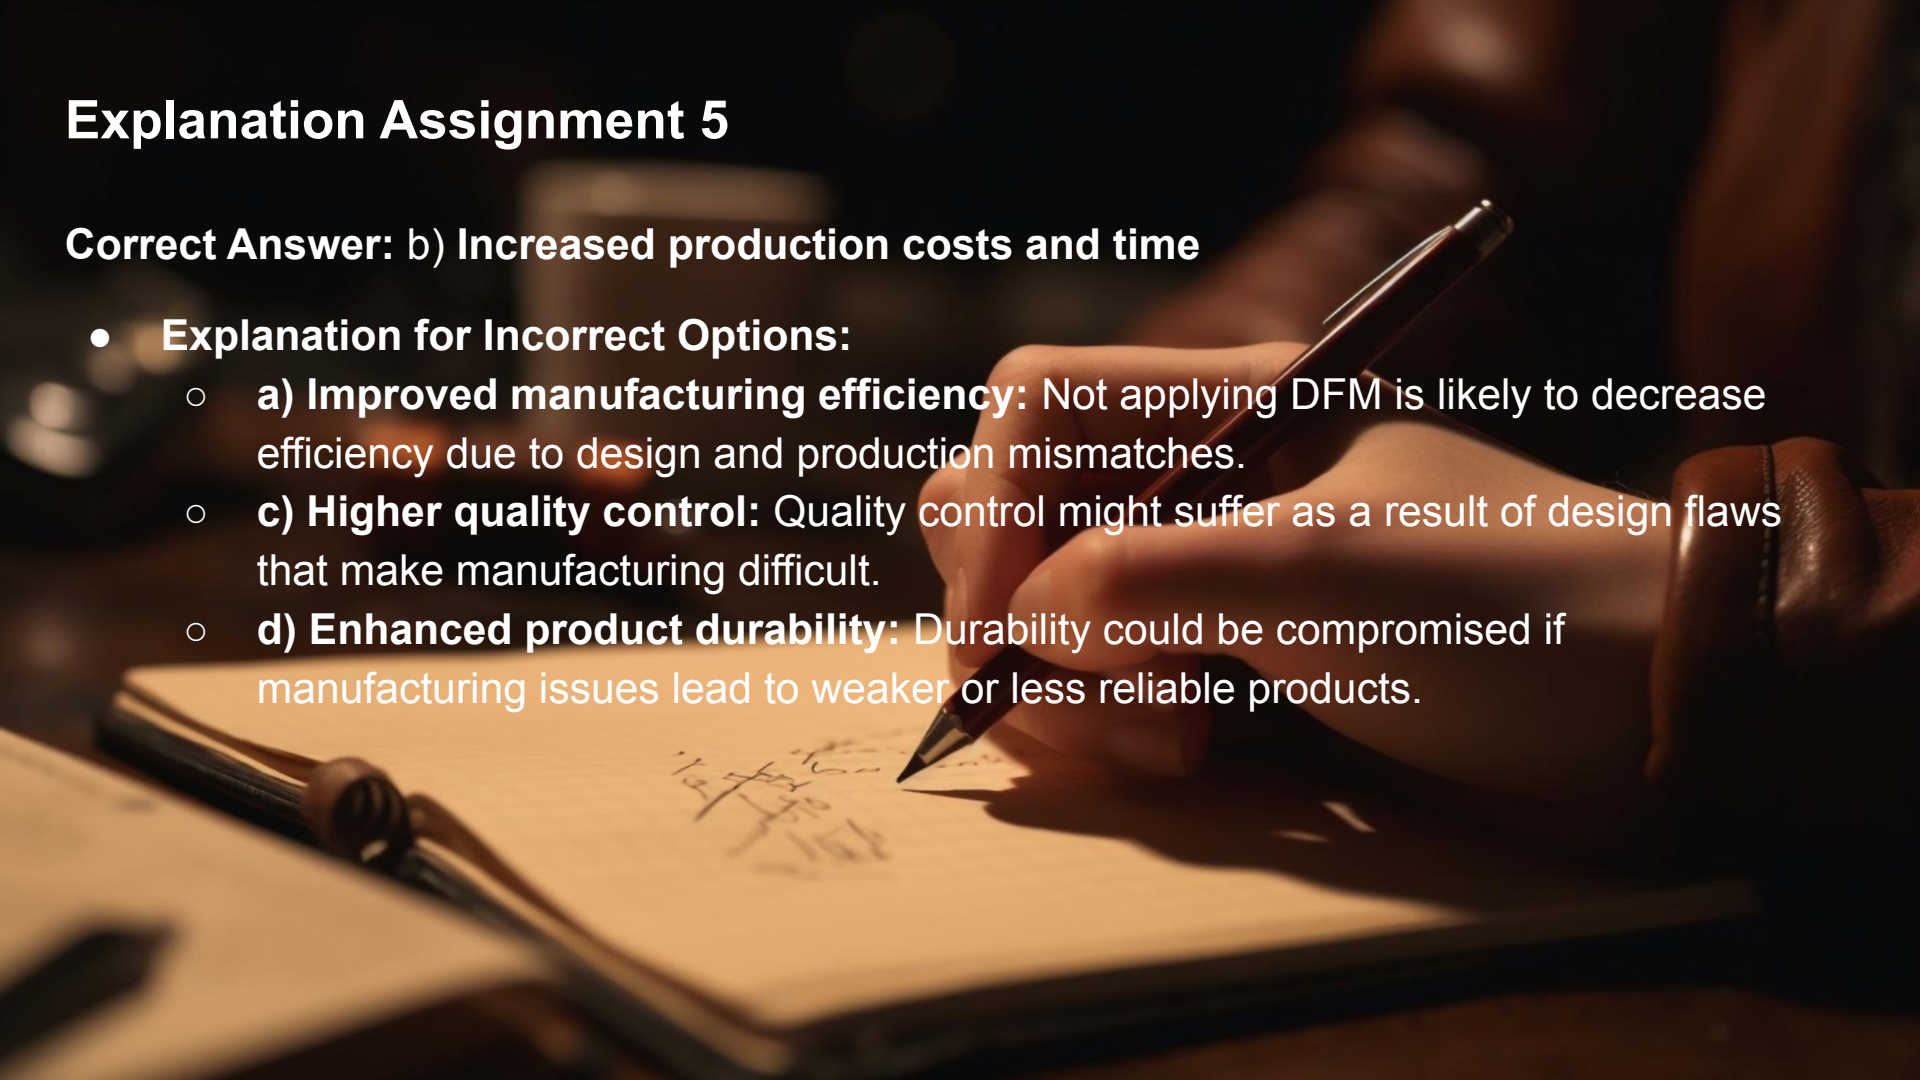 Explanation Assignment 5
Correct Answer: b) Increased production costs and time
● Explanation for Incorrect Options:
○ a) Improved manufacturing efficiency: Not applying DFM is likely to decrease
efficiency due to design and production mismatches.
○ c) Higher quality control: Quality control might suffer as a result of design flaws
that make manufacturing difficult.
○ d) Enhanced product durability: Durability could be compromised if
manufacturing issues lead to weaker or less reliable products.